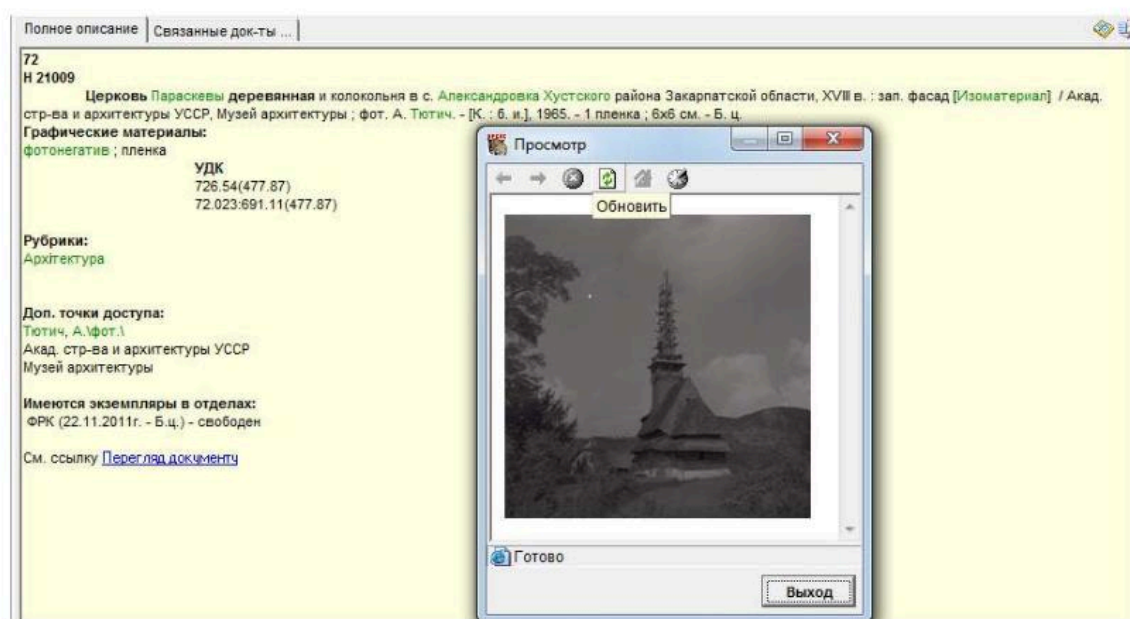 Полное описание
Связанные док-ты ...
72
Н 21009
Церковь Параскевы деревянная и колокольня в с. Александровка Хустского района Закарпатской области, XVIII в. : зап. фасад [Изоматериал] / Акад.
стр-ва и архитектуры УССР, Музей архитектуры ; фот. А. Тютич. - [К. : б. и.], 1965. - 1 пленка ; 6х6 см. - Б. ц.
Графические материалы:
фотонегатив ; пленка
УДК
726.54(477.87)
72.023:691.11(477.87)
Рубрики:
Архітектура
Доп. точки доступа:
Тютич, А.\фот.\
Акад. стр-ва и архитектуры УССР
Музей архитектуры
Имеются экземпляры в отделах:
ФРК (22.11.2011г. - Б.ц.) - свободен
См. ссылку Перегляд документу
Просмотр
Обновить
Готово
Выход